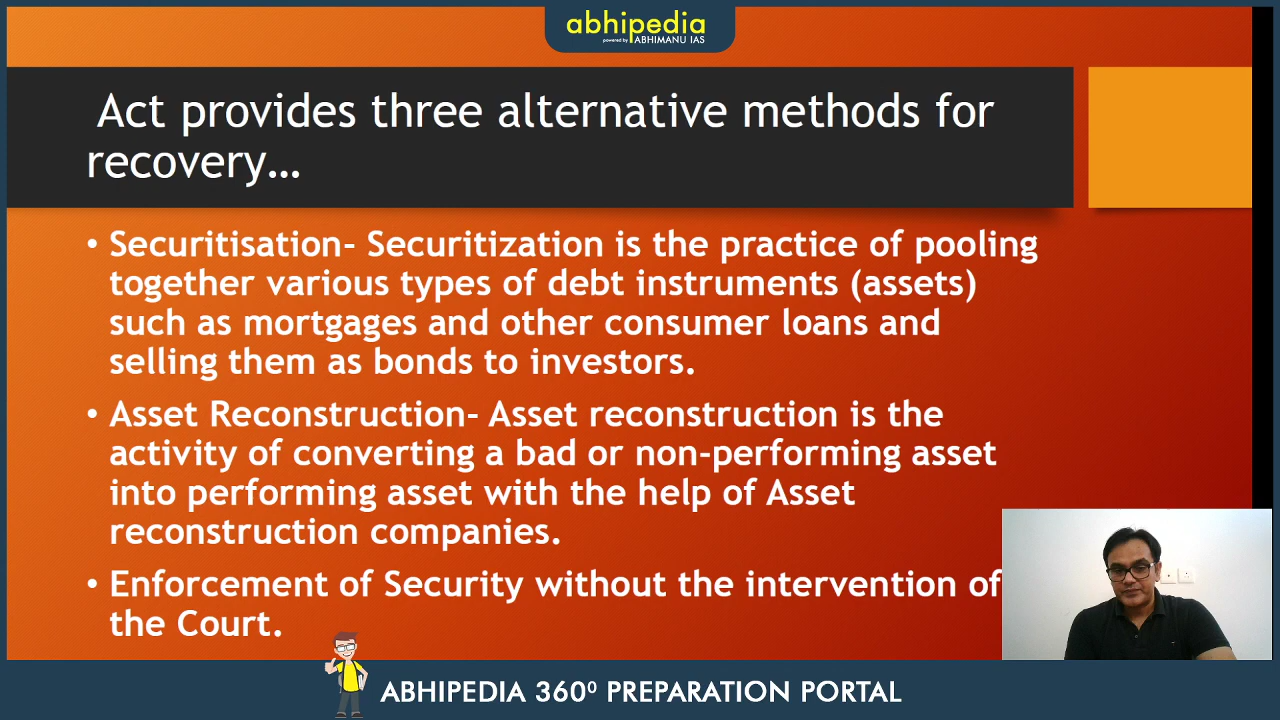 abhipedia
powered by ABHIMANU IAS
Act provides three alternative methods for
recovery…
• Securitisation- Securitization is the practice of pooling
together various types of debt instruments (assets)
such as mortgages and other consumer loans and
selling them as bonds to investors.
• Asset Reconstruction- Asset reconstruction is the
activity of converting a bad or non-performing asset
into performing asset with the help of Asset
reconstruction companies.
• Enforcement of Security without the intervention of
the Court.
ABHIPEDIA 360⁰ PREPARATION PORTAL